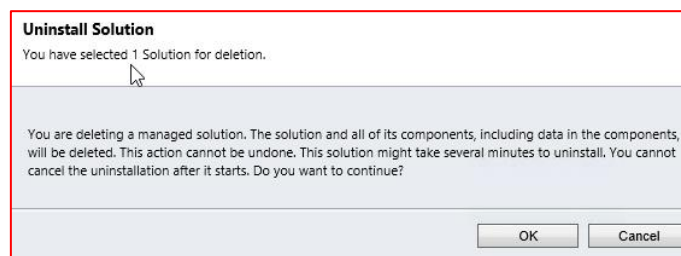 Uninstall Solution
You have selected 1 Solution for deletion.
You are deleting a managed solution. The solution and all of its components, including data in the components,
will be deleted. This action cannot be undone. This solution might take several minutes to uninstall. You cannot
cancel the uninstallation after it starts. Do you want to continue?
OK Cancel